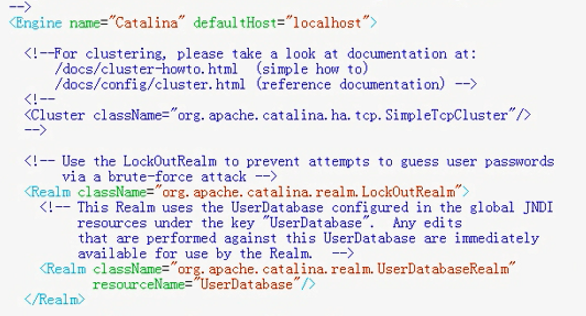 -->
<Engine name="Catalina" defaultHost="localhost">
<!--For clustering, please take a look at documentation at:
/docs/cluster-howto.html  (simple how to)
/docs/config/cluster.html (reference documentation) -->
<!--
<Cluster className="org.apache.catalina.ha.tcp.SimpleTcpCluster"/>
-->
<!-- Use the LockOutRealm to prevent attempts to guess user passwords
via a brute-force attack -->
<Realm className="org.apache.catalina.realm.LockOutRealm">
<!-- This Realm uses the UserDatabase configured in the global JNDI
resources under the key "UserDatabase".  Any edits
that are performed against this UserDatabase are immediately
available for use by the Realm.  -->
<Realm className="org.apache.catalina.realm.UserDatabaseRealm"
resourceName="UserDatabase"/>
</Realm>